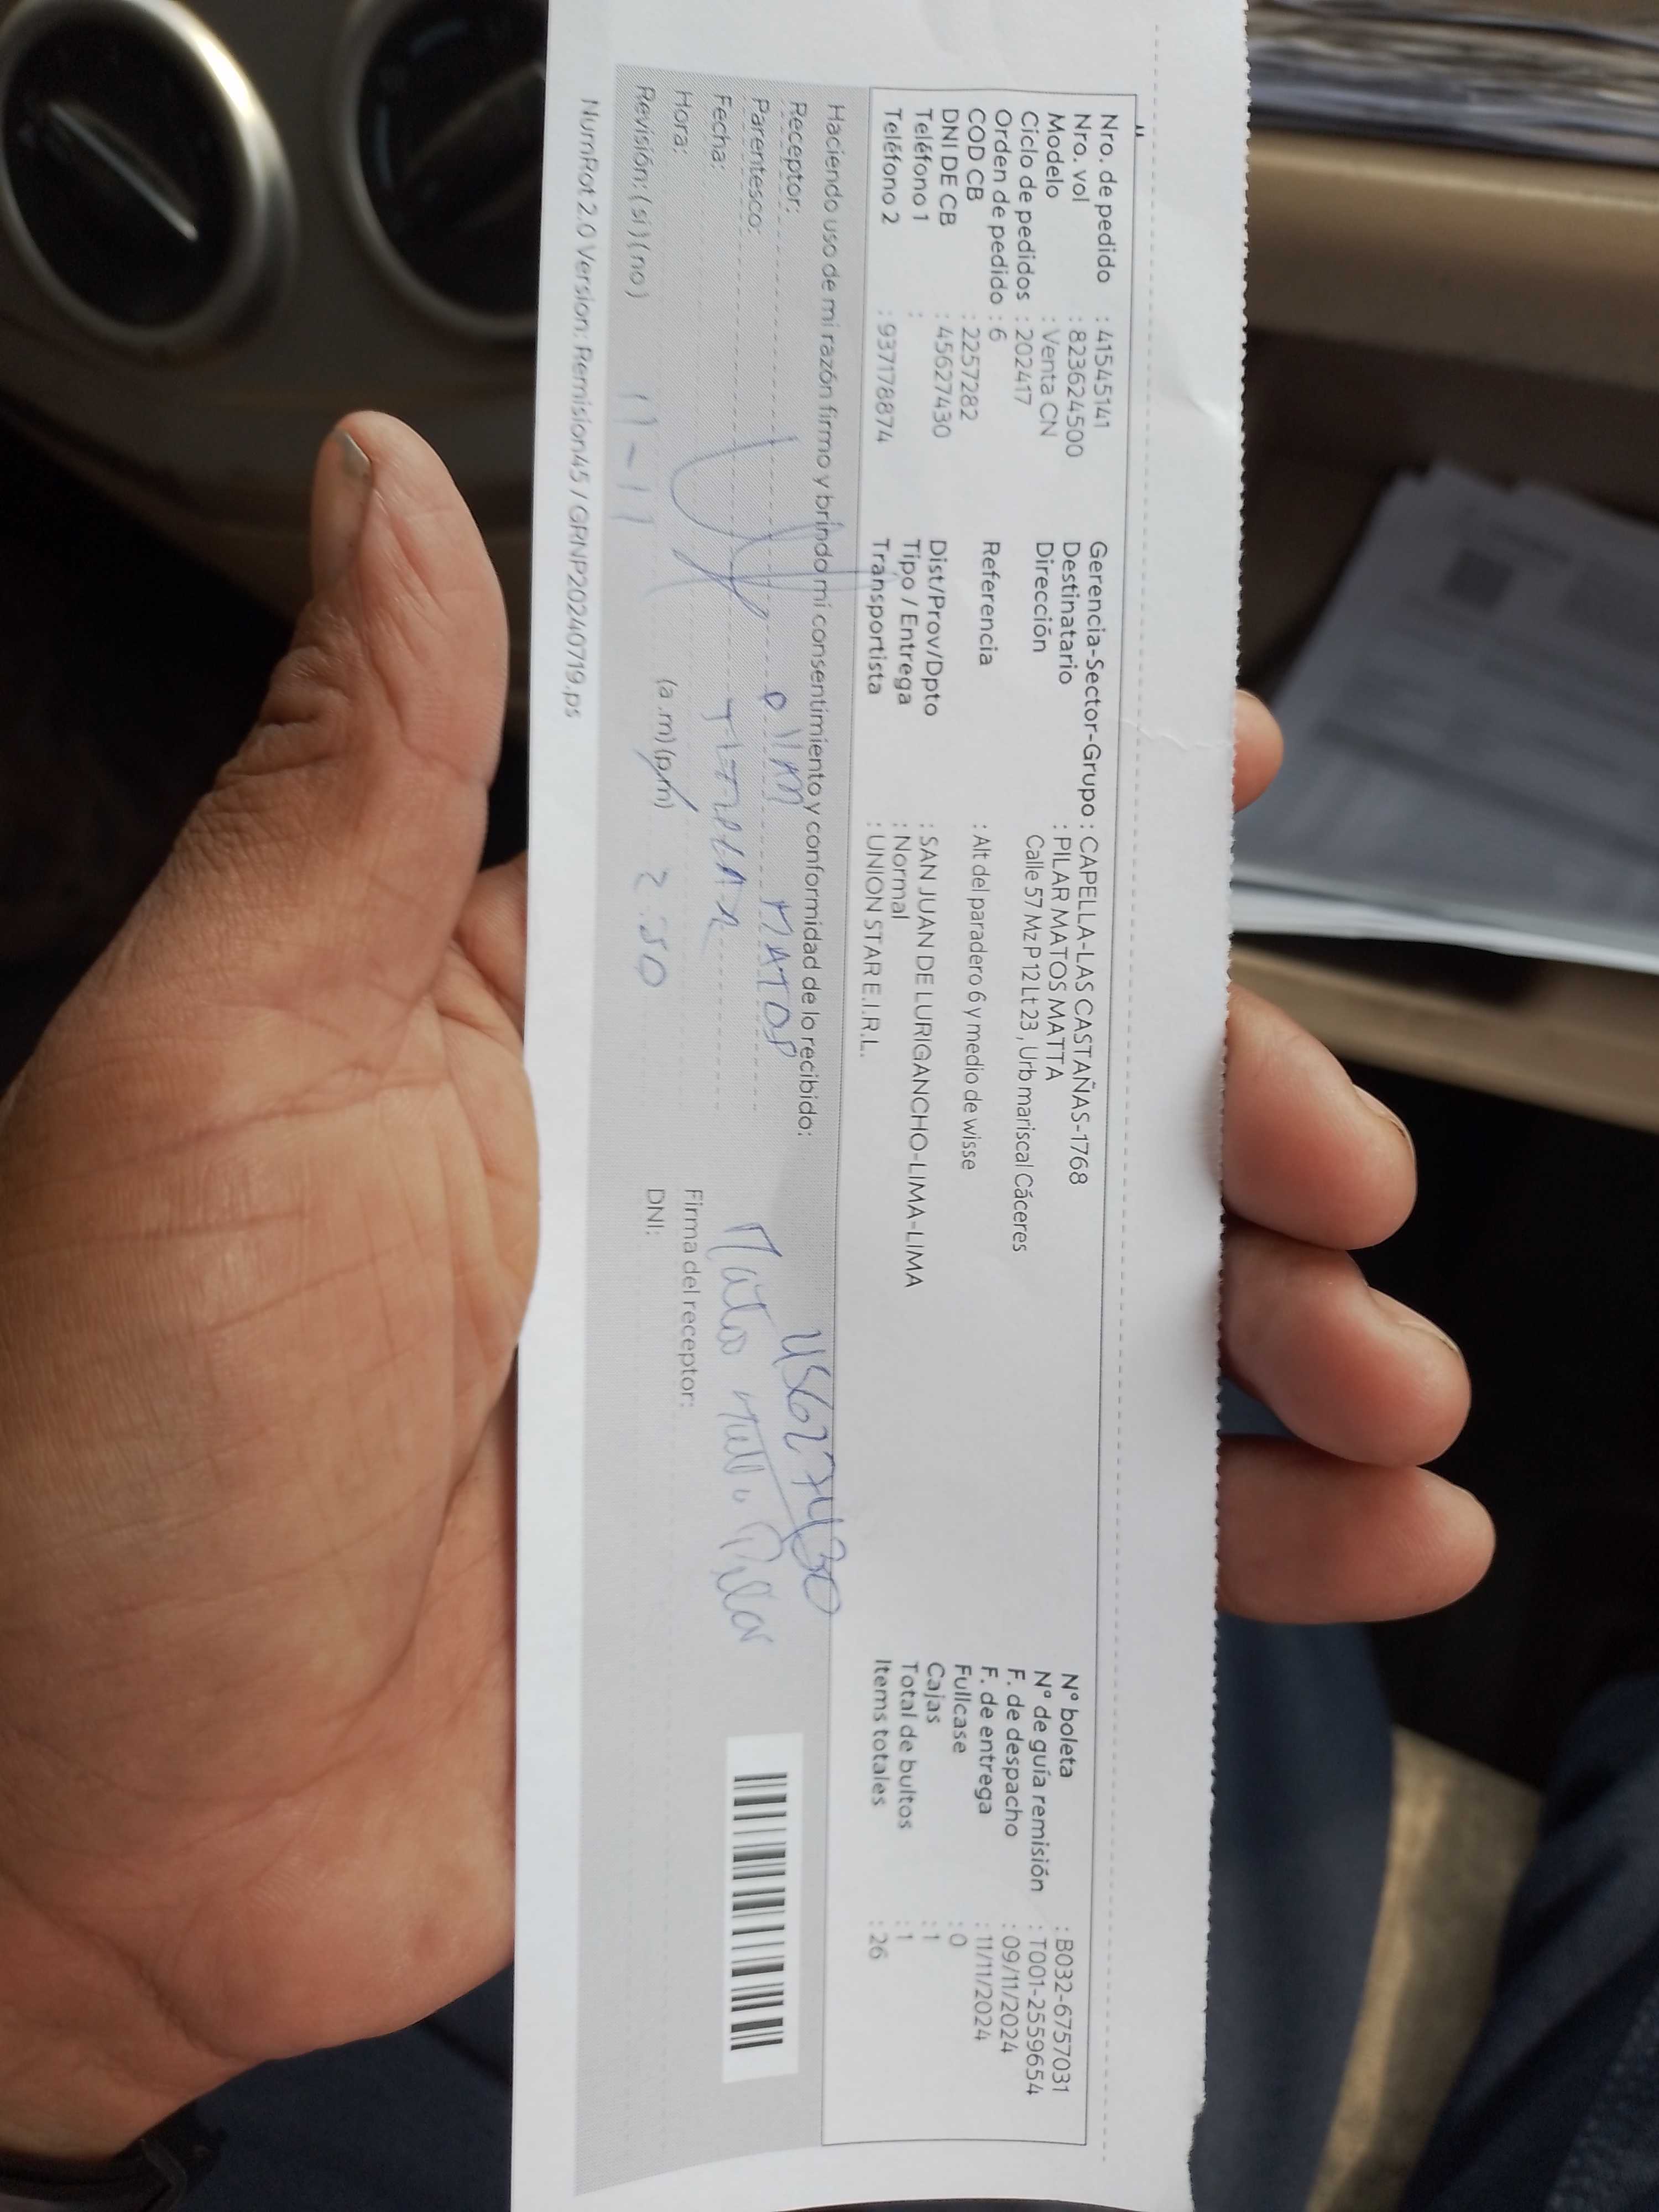 Nro. de pedido : 41545141
Nro. vol : 823624500
Modelo : Venta CN
Ciclo de pedidos : 202417
Orden de pedido : 6
COD CB : 2257282
DNI DE CB : 45627430
Teléfono 1 :
Teléfono 2 : 937178874
Gerencia-Sector-Grupo : CAPELLA-LAS CASTAÑAS-1768
Destinatario : PILAR MATOS MATTA
Dirección Calle 57 Mz P 12 Lt 23 , Urb mariscal Cáceres
Referencia : Alt del paradero 6 y medio de wisse
Dist/Prov/Dpto : SAN JUAN DE LURIGANCHO-LIMA-LIMA
Tipo / Entrega : Normal
Transportista : UNION STAR E.I.R.L.
N° boleta : B032-6757031
N° de guía remisión : T001-2559654
F. de despacho : 09/11/2024
F. de entrega : 11/11/2024
Fullcase : 0
Cajas : 1
Total de bultos : 1
Items totales : 26
Haciendo uso de mi razón firmo y brindo mi consentimiento y conformidad de lo recibido:
Receptor: MATOS
Parentesco:
Fecha:
Hora: (a.m) (p.m) 2:50
Revisión: (si) (no) 11-11
45627430
Matos Pilar
Firma del receptor:
DNI:
NumRot 2.0 Version: Remision45 / GRNP20240719.ps